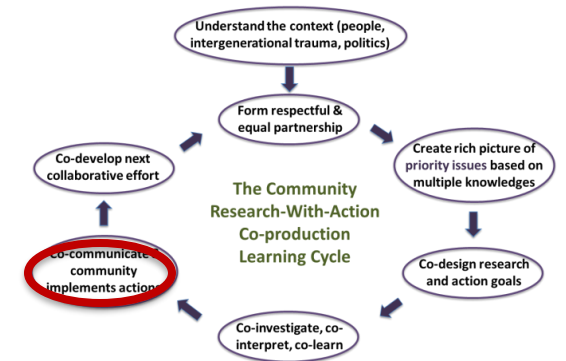 Understand the context (people,
intergenerational trauma, politics)
Form respectful &
equal partnership
Create rich picture of
priority issues based on
multiple knowledges
Co-design research
and action goals
Co-investigate, co-
interpret, co-learn
Co-communicate
community
implements actions
Co-develop next
collaborative effort
The Community
Research-With-Action
Co-production
Learning Cycle